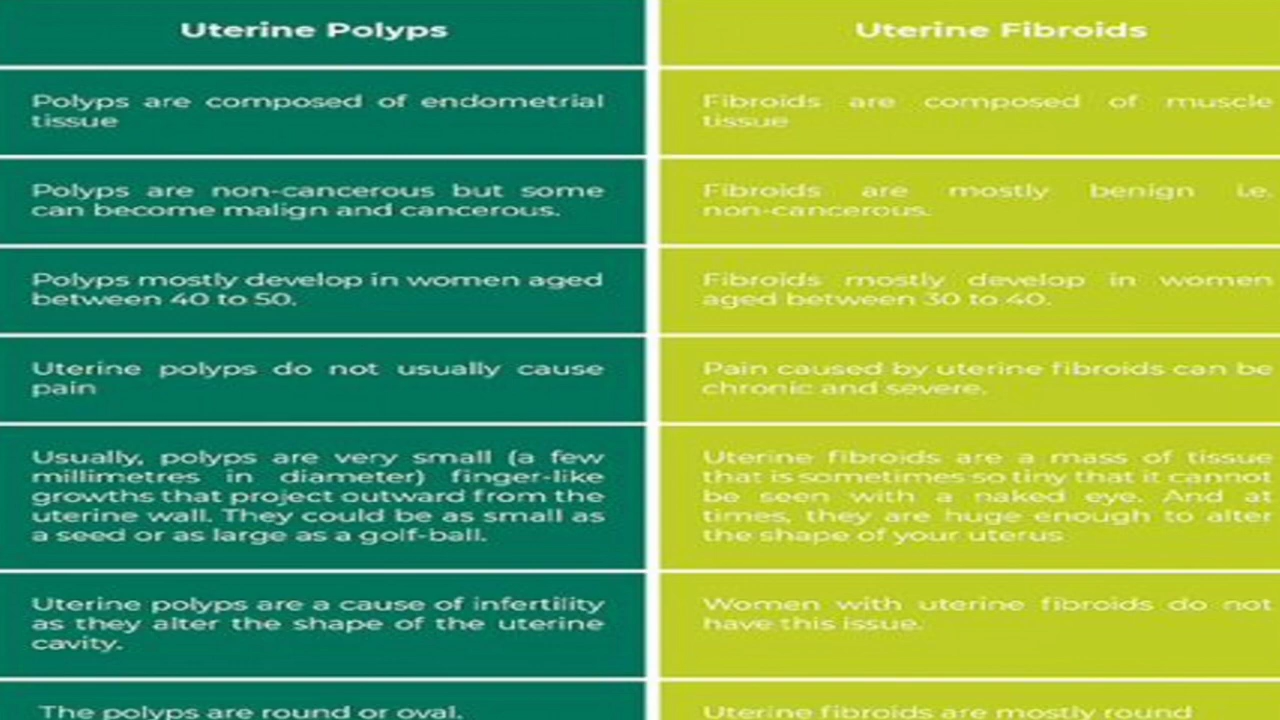 Uterine Polyps
Uterine Fibroids
Polyps are composed of endometrial
tissue
Fibroids are composed of muscle
tissue
Polyps are non-cancerous but some
can become malign and cancerous.
Fibroids are mostly benign i.e.
non-cancerous.
Polyps mostly develop in women aged
between 40 to 50.
Fibroids mostly develop in women
aged between 30 to 40.
Uterine polyps do not usually cause
pain
Pain caused by uterine fibroids can be
chronic and severe.
Usually, polyps are very small (a few
millimetres in diameter) finger-like
growths that project outward from the
uterine wall. They could be as small as
a seed or as large as a golf-ball.
Uterine fibroids are a mass of tissue
that is sometimes so tiny that it cannot
be seen with a naked eye. And at
times, they are huge enough to alter
the shape of your uterus
Uterine polyps are a cause of infertility
as they alter the shape of the uterine
cavity.
Women with uterine fibroids do not
have this issue.
The polyps are round or oval.
Uterine fibroids are mostly round